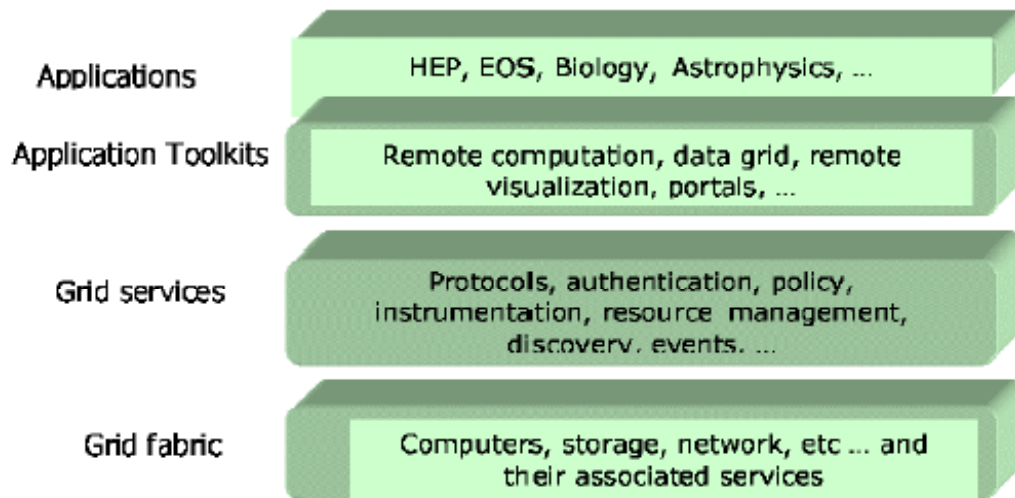 Applications
HEP, EOS, Biology, Astrophysics, ...
Application Toolkits
Remote computation, data grid, remote
visualization, portals, ...
Grid services
Protocols, authentication, policy,
instrumentation, resource management,
discovery, events, ...
Grid fabric
Computers, storage, network, etc ... and
their associated services